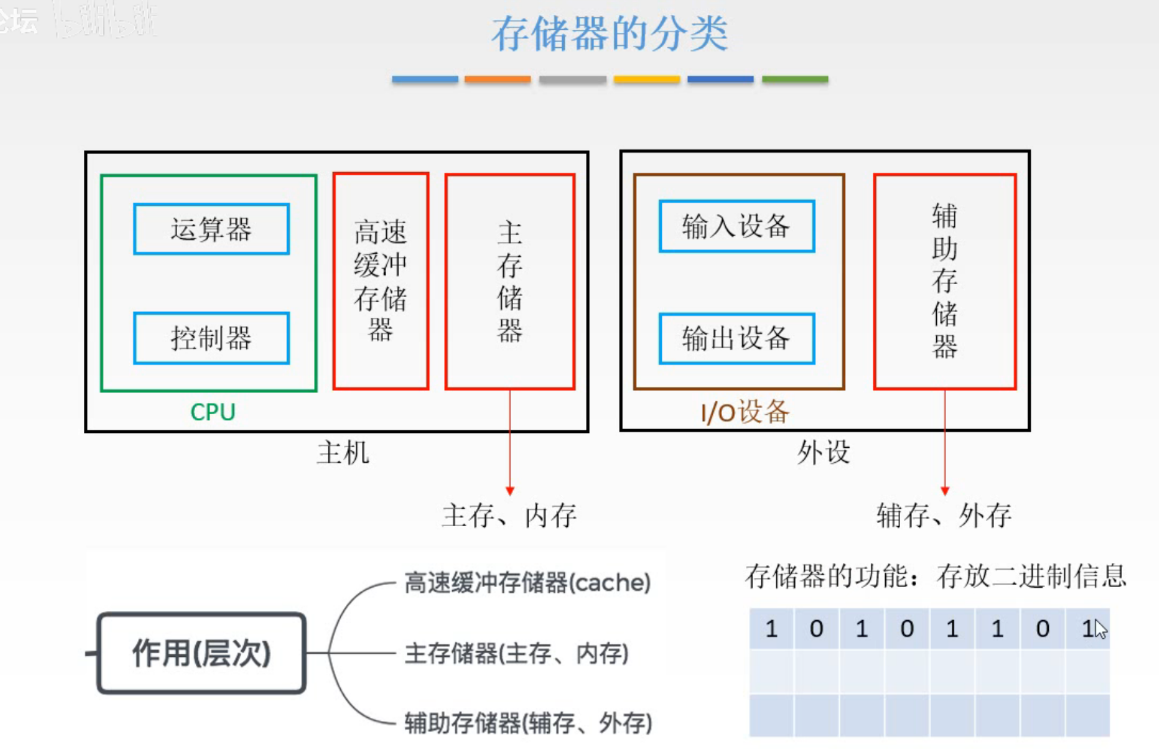 论坛
存储器的分类
运算器
控制器
CPU
高速
缓冲
存储
器
主
存
储
器
主机
输入设备
输出设备
I/O设备
辅
助
存
储
器
外设
主存、内存
辅存、外存
作用(层次)
高速缓冲存储器(cache)
主存储器(主存、内存)
辅助存储器(辅存、外存)
存储器的功能：存放二进制信息
1 0 1 0 1 1 0 1